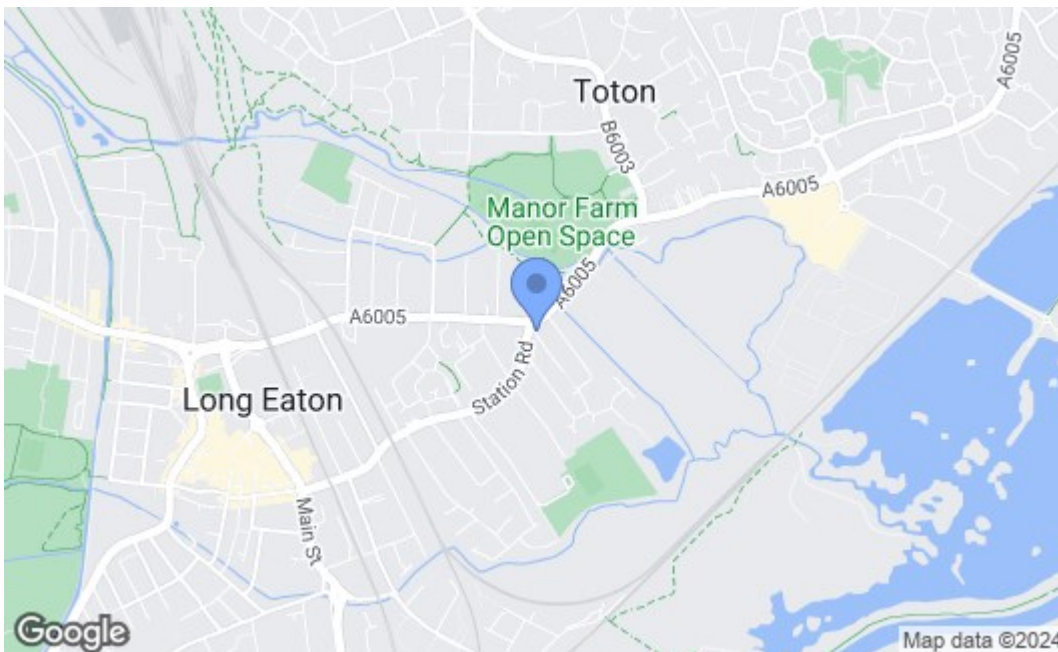 A6005
Toton
B6003
A6005
Manor Farm
Open Space
A6005
A6005
Station Rd
Long Eaton
Main St
Google
Map data ©2024